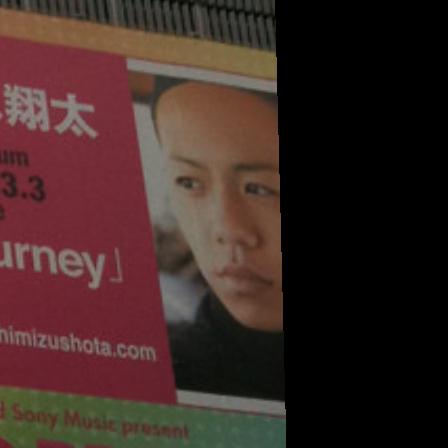 翔太
um
3.3
e
urney」
himizushota.com
d Sony Music present